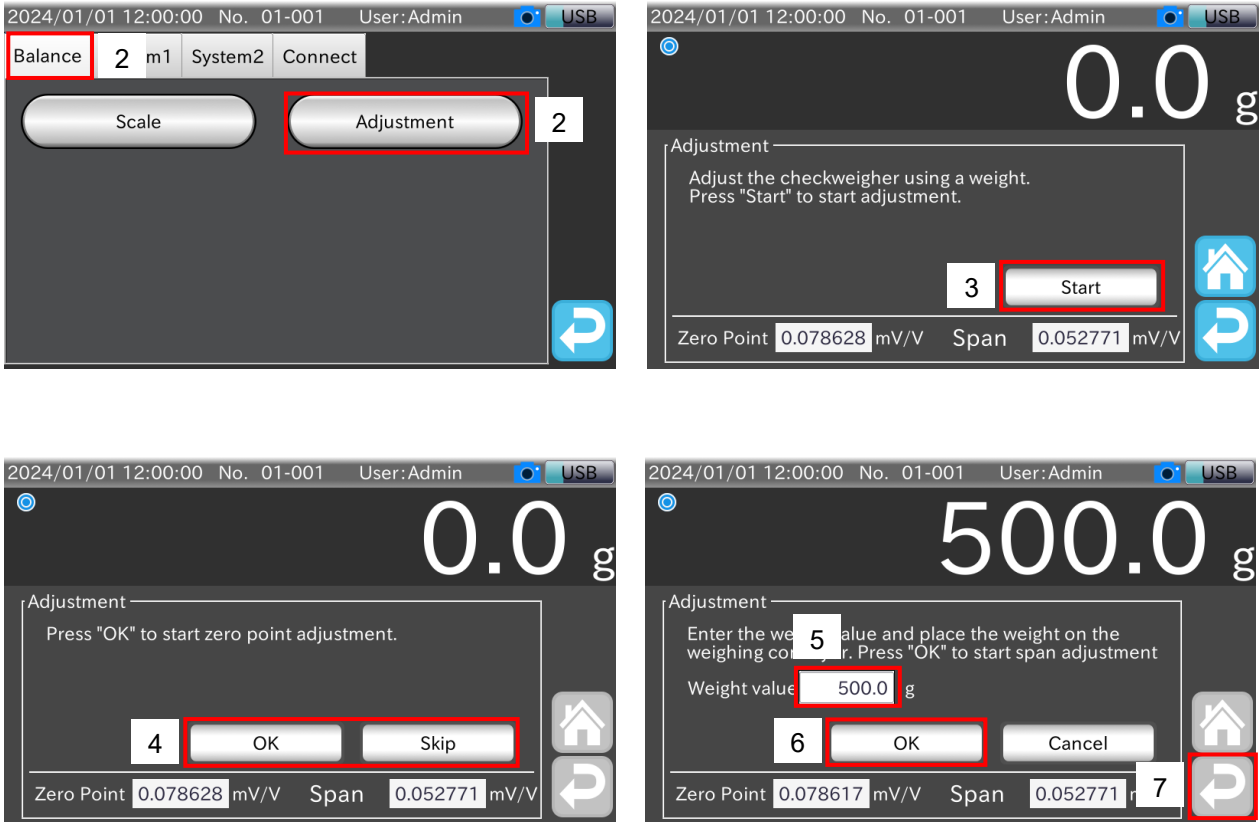 2024/01/01 12:00:00 No. 01-001 User:Admin USB
Balance 2 m1 System2 Connect
Scale Adjustment 2
2024/01/01 12:00:00 No. 01-001 User:Admin USB
0.0 g
Adjustment
Adjust the checkweigher using a weight.
Press "Start" to start adjustment.
3 Start
Zero Point 0.078628 mV/V Span 0.052771 mV/V
2024/01/01 12:00:00 No. 01-001 User:Admin USB
0.0 g
Adjustment
Press "OK" to start zero point adjustment.
4 OK Skip
Zero Point 0.078628 mV/V Span 0.052771 mV/V
2024/01/01 12:00:00 No. 01-001 User:Admin USB
500.0 g
Adjustment
Enter the we 5 alue and place the weight on the
weighing co r. Press "OK" to start span adjustment
Weight value 500.0 g
6 OK Cancel
Zero Point 0.078617 mV/V Span 0.052771 7